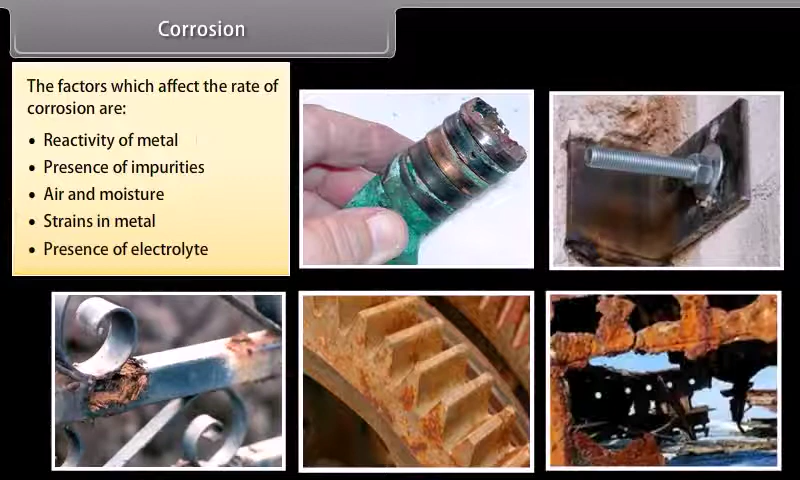 Corrosion
The factors which affect the rate of
corrosion are:
• Reactivity of metal
• Presence of impurities
• Air and moisture
• Strains in metal
• Presence of electrolyte